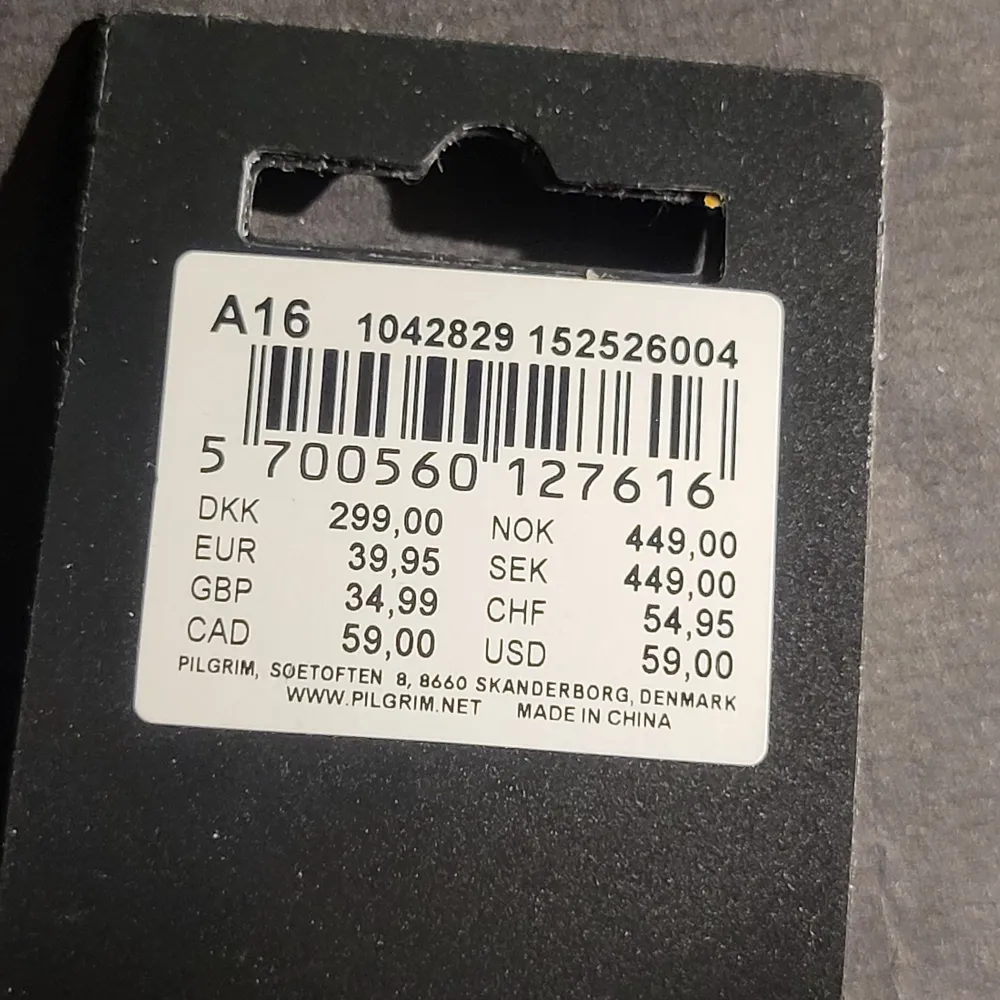 A16 1042829 152526004
5 700560 127616
DKK 299,00 NOK 449,00
EUR 39,95 SEK 449,00
GBP 34,99 CHF 54,95
CAD 59,00 USD 59,00
PILGRIM, SØETOFTEN 8, 8660 SKANDERBORG, DENMARK
WWW.PILGRIM.NET MADE IN CHINA